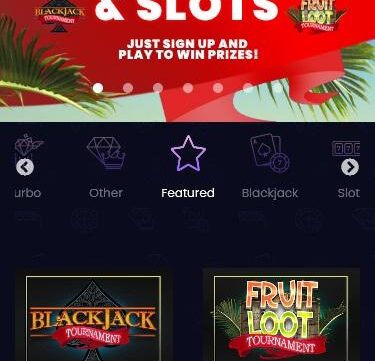 BLACKJACK
TOURNAMENT
& SLOTS
FRUIT
LOOT
TOURNAMENT
JUST SIGN UP AND
PLAY TO WIN PRIZES!
urbo
Other
Featured
Blackjack
Slot
BLACKJACK
TOURNAMENT
FRUIT
LOOT
TOURNAMENT